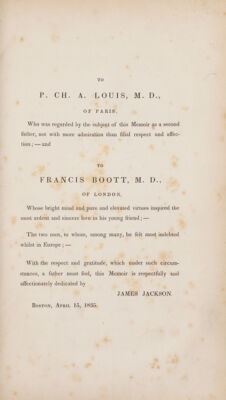 TO
P. CH. A. LOUIS, M. D.,
OF PARIS,
Who was regarded by the subject of this Memoir as a second
father, not with more admiration than filial respect and affec-
tion; — and
TO
FRANCIS BOOTT, M. D.,
OF LONDON,
Whose bright mind and pure and elevated virtues inspired the
most ardent and sincere love in his young friend; —
The two men, to whom, among many, he felt most indebted
whilst in Europe; —
With the respect and gratitude, which under such circum-
stances, a father must feel, this Memoir is respectfully and
affectionately dedicated by
JAMES JACKSON.
BOSTON, APRIL 15, 1835.